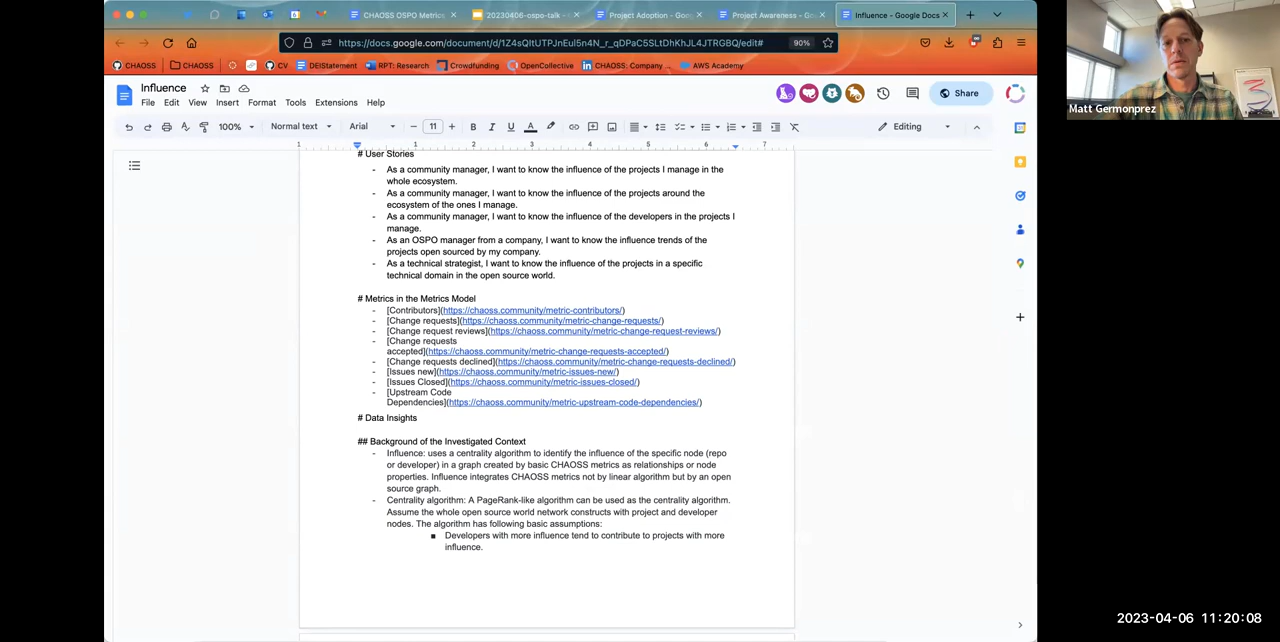 CHAOSS OSPO Metrics
20230406-ospo-talk - G
Project Adoption - Goog
Project Awareness - Go
Influence - Google Docs
https://docs.google.com/document/d/1Z4sQItUTPJnEul5n4N_r_qDPaC5SLtDhKhJL4JTRGBQ/edit#
90%
CHAOSS
CHAOSS
CV
DEIStatement
RPT: Research
Crowdfunding
OpenCollective
CHAOSS: Company ...
AWS Academy
Matt Germonprez
Influence
File Edit View Insert Format Tools Extensions Help
Share
100%
Normal text
Arial
11
Editing
1 1 2 3 4 5 6 7
# User Stories
- As a community manager, I want to know the influence of the projects I manage in the
whole ecosystem.
- As a community manager, I want to know the influence of the projects around the
ecosystem of the ones I manage.
- As a community manager, I want to know the influence of the developers in the projects I
manage.
- As an OSPO manager from a company, I want to know the influence trends of the
projects open sourced by my company.
- As a technical strategist, I want to know the influence of the projects in a specific
technical domain in the open source world.
# Metrics in the Metrics Model
- [Contributors](https://chaoss.community/metric-contributors/)
- [Change requests](https://chaoss.community/metric-change-requests/)
- [Change request reviews](https://chaoss.community/metric-change-request-reviews/)
- [Change requests
accepted](https://chaoss.community/metric-change-requests-accepted/)
- [Change requests declined](https://chaoss.community/metric-change-requests-declined/)
- [Issues new](https://chaoss.community/metric-issues-new/)
- [Issues Closed](https://chaoss.community/metric-issues-closed/)
- [Upstream Code
Dependencies](https://chaoss.community/metric-upstream-code-dependencies/)
# Data Insights
## Background of the Investigated Context
- Influence: uses a centrality algorithm to identify the influence of the specific node (repo
or developer) in a graph created by basic CHAOSS metrics as relationships or node
properties. Influence integrates CHAOSS metrics not by linear algorithm but by an open
source graph.
- Centrality algorithm: A PageRank-like algorithm can be used as the centrality algorithm.
Assume the whole open source world network constructs with project and developer
nodes. The algorithm has following basic assumptions:
■ Developers with more influence tend to contribute to projects with more
influence.
2023-04-06 11:20:08